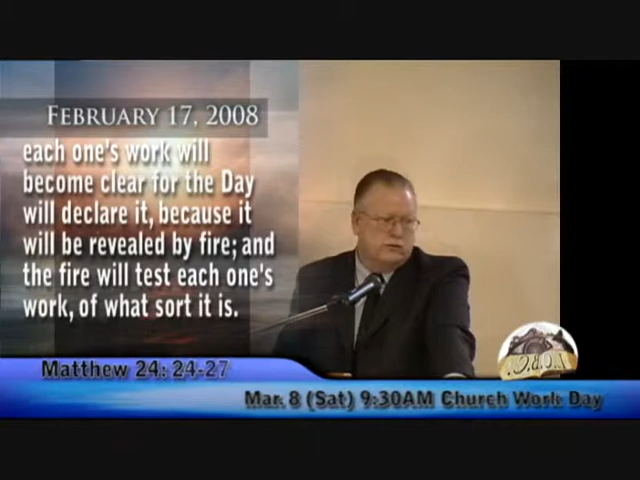 FEBRUARY 17, 2008
each one's work will
become clear for the Day
will declare it, because it
will be revealed by fire; and
the fire will test each one's
work, of what sort it is.
Matthew 24: 24-27
Mar. 8 (Sat) 9:30AM Church Work Day